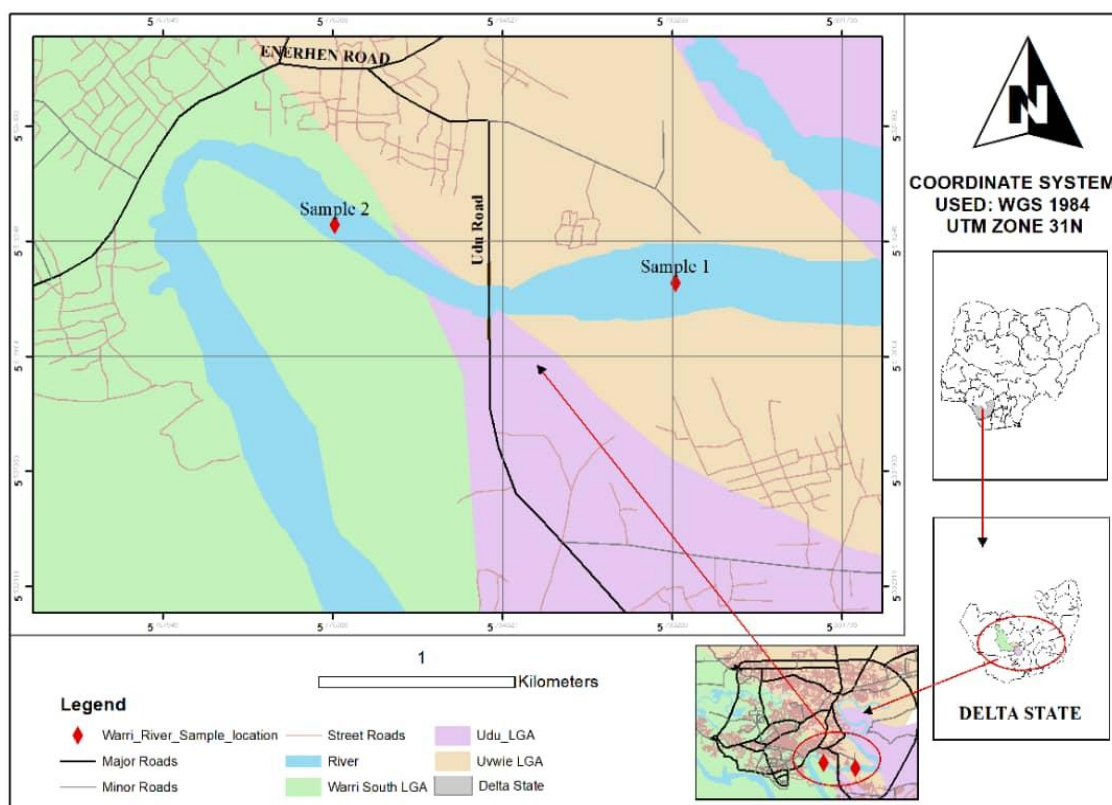 ENERHEN ROAD
Sample 2
Udu Road
Sample 1
N
COORDINATE SYSTEM
USED: WGS 1984
UTM ZONE 31N
DELTA STATE
1
Kilometers
Legend
Warri_River_Sample_location
Major Roads
Minor Roads
Street Roads
River
Warri South LGA
Udu_LGA
Uvwie LGA
Delta State